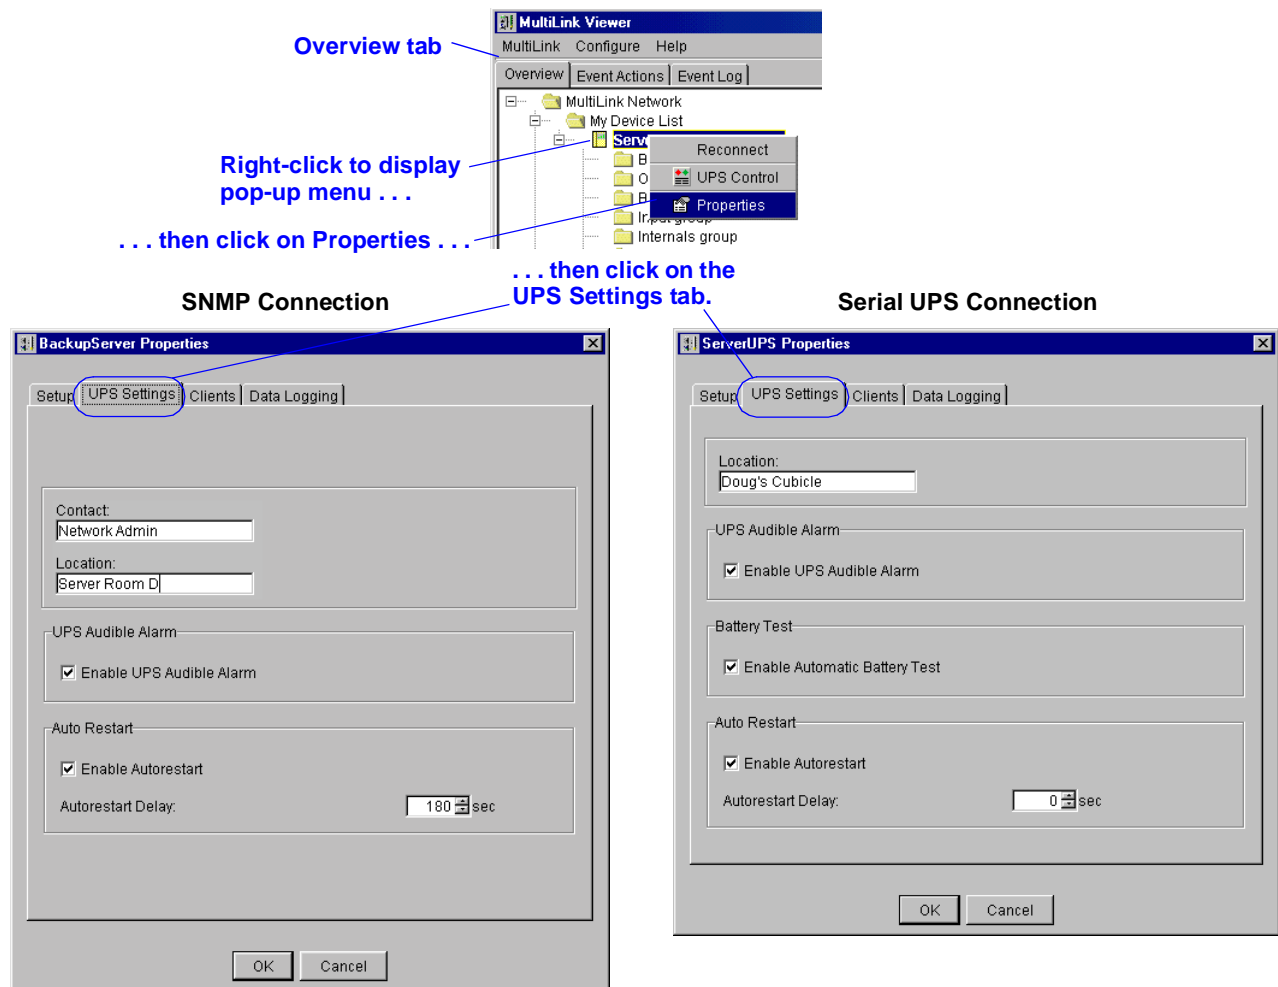 MultiLink Viewer
Overview tab
MultiLink Configure Help
Overview Event Actions Event Log
MultiLink Network
My Device List
Serv
Reconnect
Right-click to display
pop-up menu . . .
B
O
UPS Control
B
Properties
Input group
. . . then click on Properties . . .
Internals group
. . . then click on the
UPS Settings tab.
SNMP Connection
BackupServer Properties
Setup UPS Settings Clients Data Logging
Contact:
Network Admin
Location:
Server Room D
UPS Audible Alarm
Enable UPS Audible Alarm
Auto Restart
Enable Autorestart
Autorestart Delay: 180 sec
OK Cancel
Serial UPS Connection
ServerUPS Properties
Setup UPS Settings Clients Data Logging
Location:
Doug's Cubicle
UPS Audible Alarm
Enable UPS Audible Alarm
Battery Test
Enable Automatic Battery Test
Auto Restart
Enable Autorestart
Autorestart Delay: 0 sec
OK Cancel